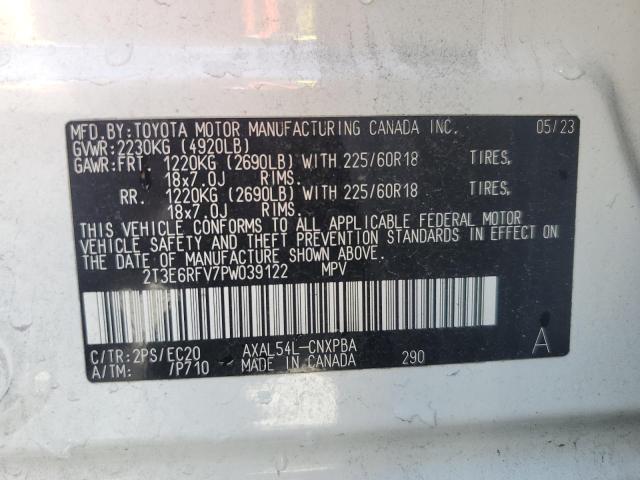 MFD.BY:TOYOTA MOTOR MANUFACTURING CANADA INC. 05/23
GVWR:2230KG (4920LB)
GAWR:FRT. 1220KG (2690LB) WITH 225/60R18 TIRES,
18x7.0J RIMS.
RR. 1220KG (2690LB) WITH 225/60R18 TIRES,
18x7.0J RIMS.
THIS VEHICLE CONFORMS TO ALL APPLICABLE FEDERAL MOTOR
VEHICLE SAFETY AND THEFT PREVENTION STANDARDS IN EFFECT ON
THE DATE OF MANUFACTURE SHOWN ABOVE.
2T3E6RFV7PW039122 MPV
C/TR:2PS/EC20 AXAL54L-CNXPBA A
A/TM: /P710 MADE IN CANADA 290